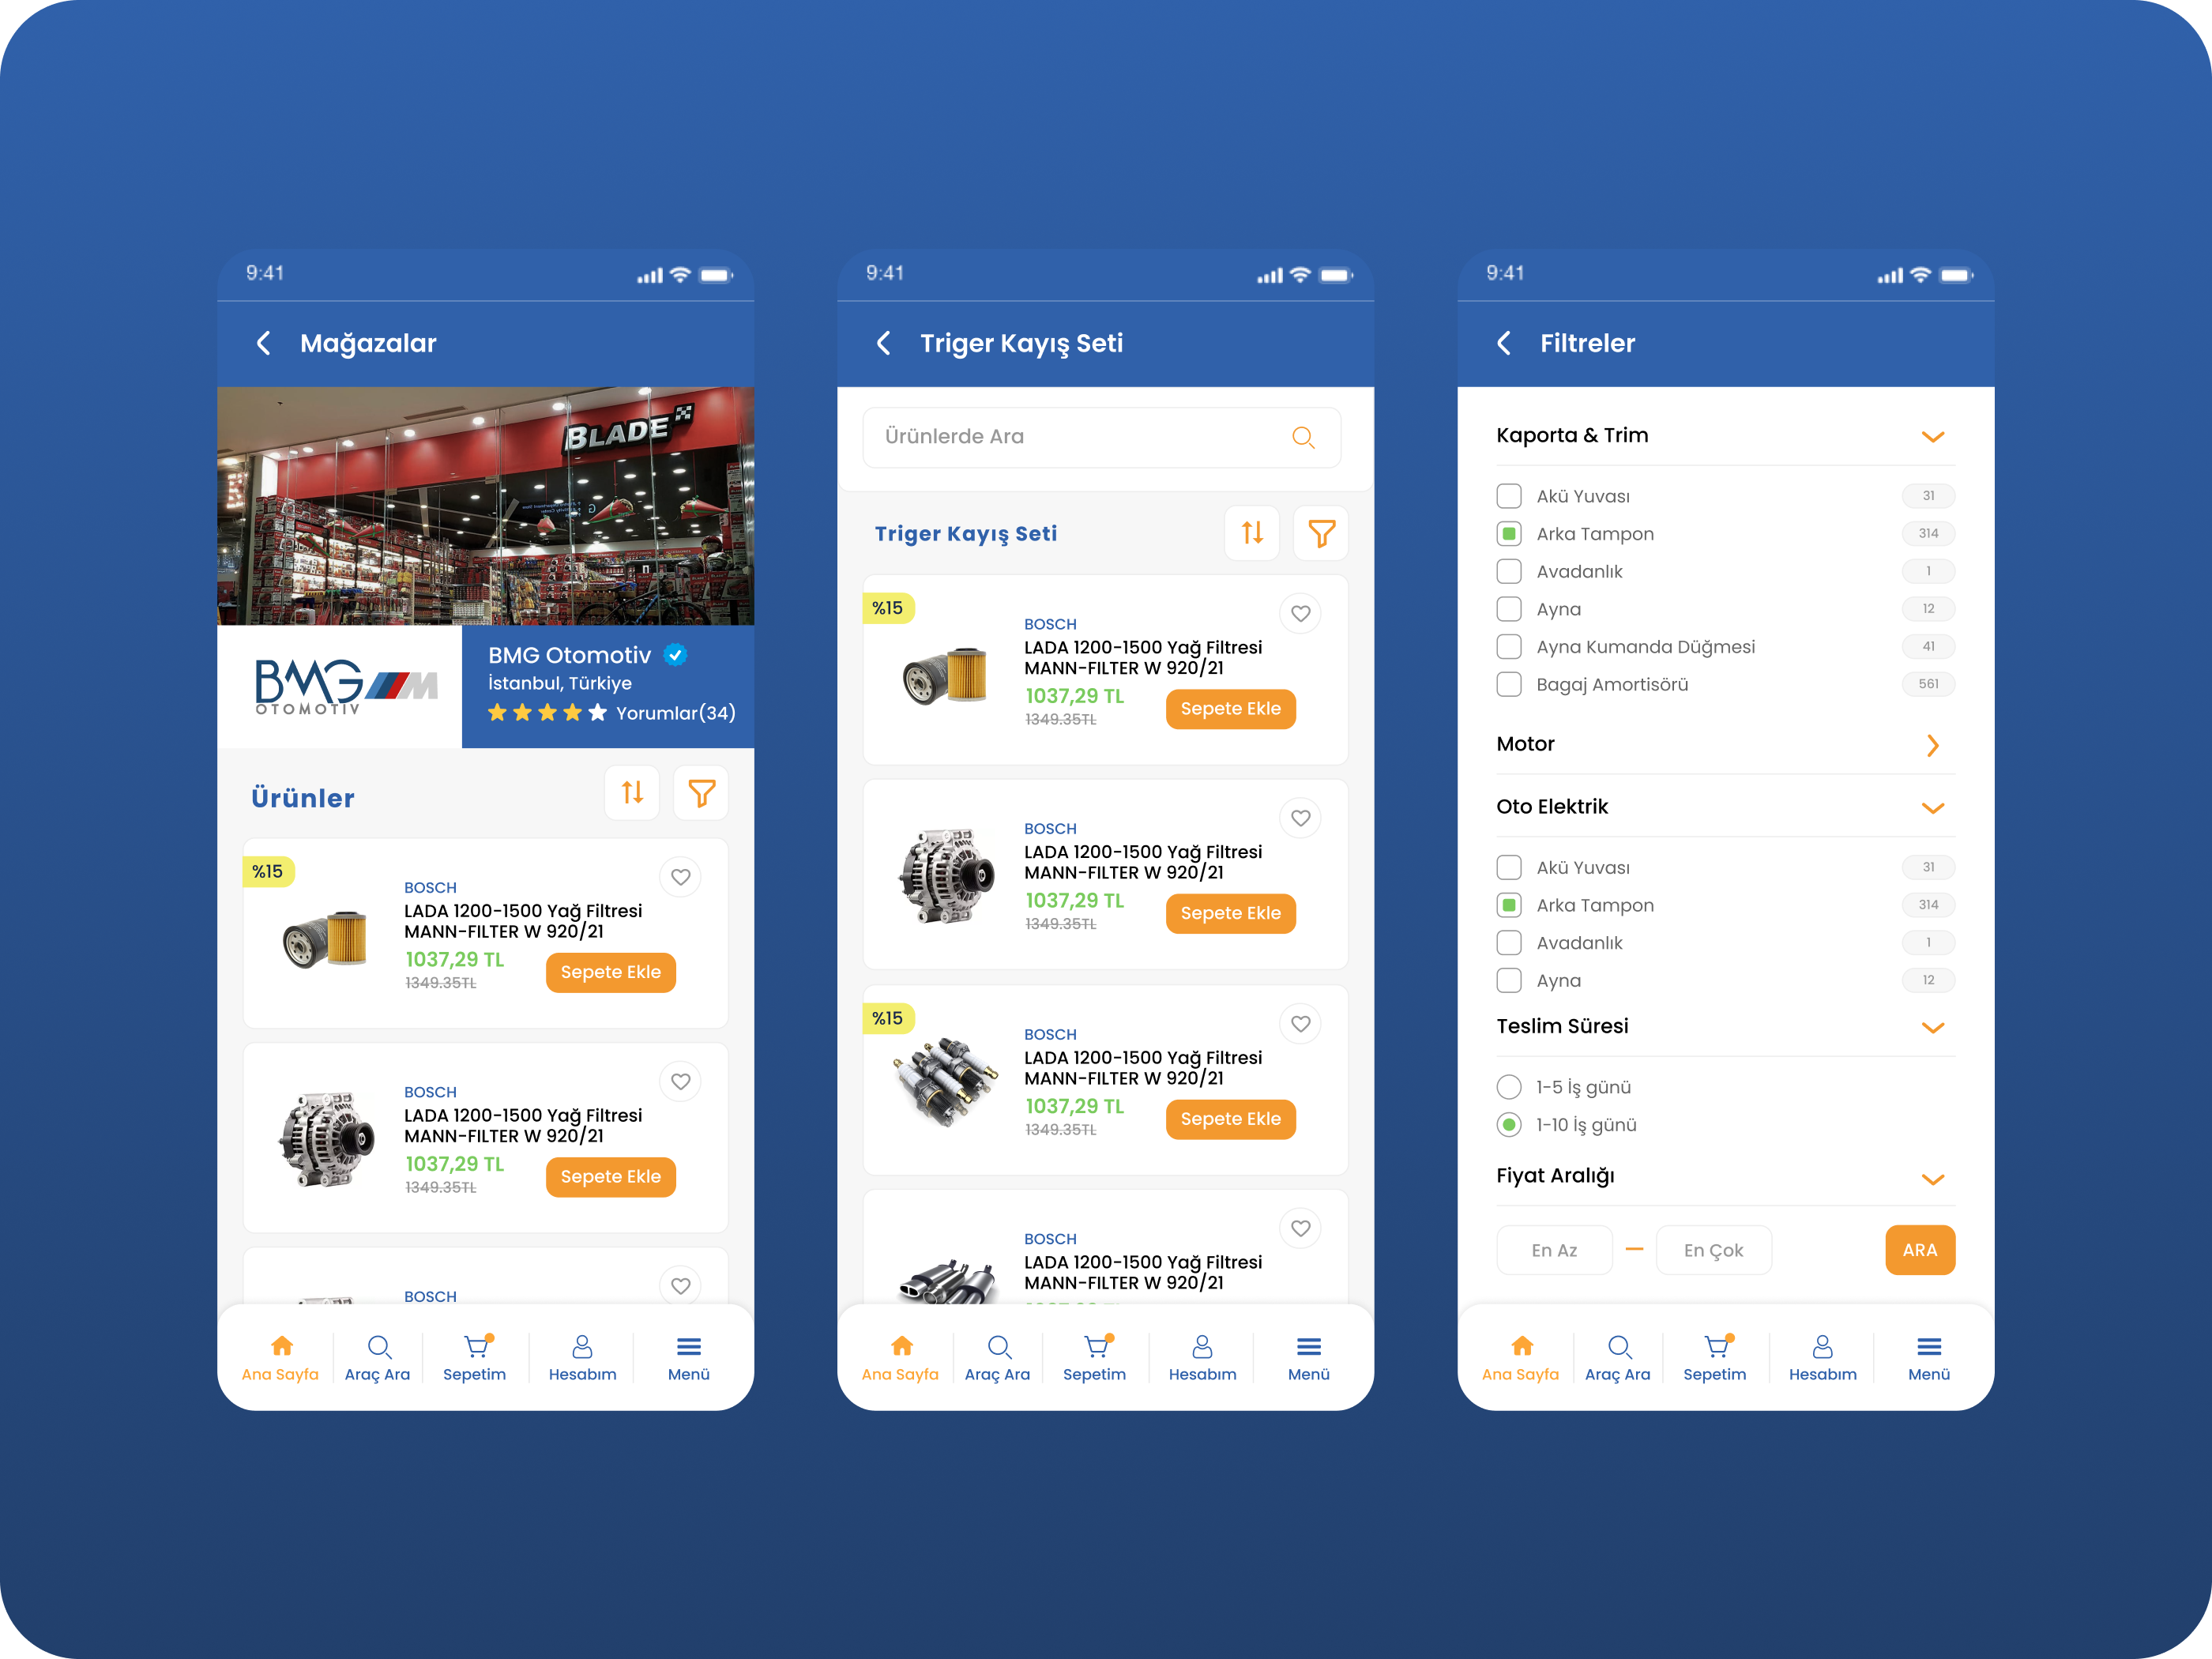 9:41
Mağazalar
BLADE
BMG
OTOMOTİV
M
BMG Otomotiv
İstanbul, Türkiye
Yorumlar(34)
Ürünler
%15
BOSCH
LADA 1200-1500 Yağ Filtresi
MANN-FILTER W 920/21
1037,29 TL
1349.35TL
Sepete Ekle
BOSCH
LADA 1200-1500 Yağ Filtresi
MANN-FILTER W 920/21
1037,29 TL
1349.35TL
Sepete Ekle
BOSCH
Ana Sayfa
Araç Ara
Sepetim
Hesabım
Menü
9:41
Triger Kayış Seti
Ürünlerde Ara
Triger Kayış Seti
%15
BOSCH
LADA 1200-1500 Yağ Filtresi
MANN-FILTER W 920/21
1037,29 TL
1349.35TL
Sepete Ekle
BOSCH
LADA 1200-1500 Yağ Filtresi
MANN-FILTER W 920/21
1037,29 TL
1349.35TL
Sepete Ekle
%15
BOSCH
LADA 1200-1500 Yağ Filtresi
MANN-FILTER W 920/21
1037,29 TL
1349.35TL
Sepete Ekle
BOSCH
LADA 1200-1500 Yağ Filtresi
MANN-FILTER W 920/21
Ana Sayfa
Araç Ara
Sepetim
Hesabım
Menü
9:41
Filtreler
Kaporta & Trim
Akü Yuvası 31
Arka Tampon 314
Avadanlık 1
Ayna 12
Ayna Kumanda Düğmesi 41
Bagaj Amortisörü 561
Motor
Oto Elektrik
Akü Yuvası 31
Arka Tampon 314
Avadanlık 1
Ayna 12
Teslim Süresi
1-5 İş günü
1-10 İş günü
Fiyat Aralığı
En Az — En Çok ARA
Ana Sayfa
Araç Ara
Sepetim
Hesabım
Menü